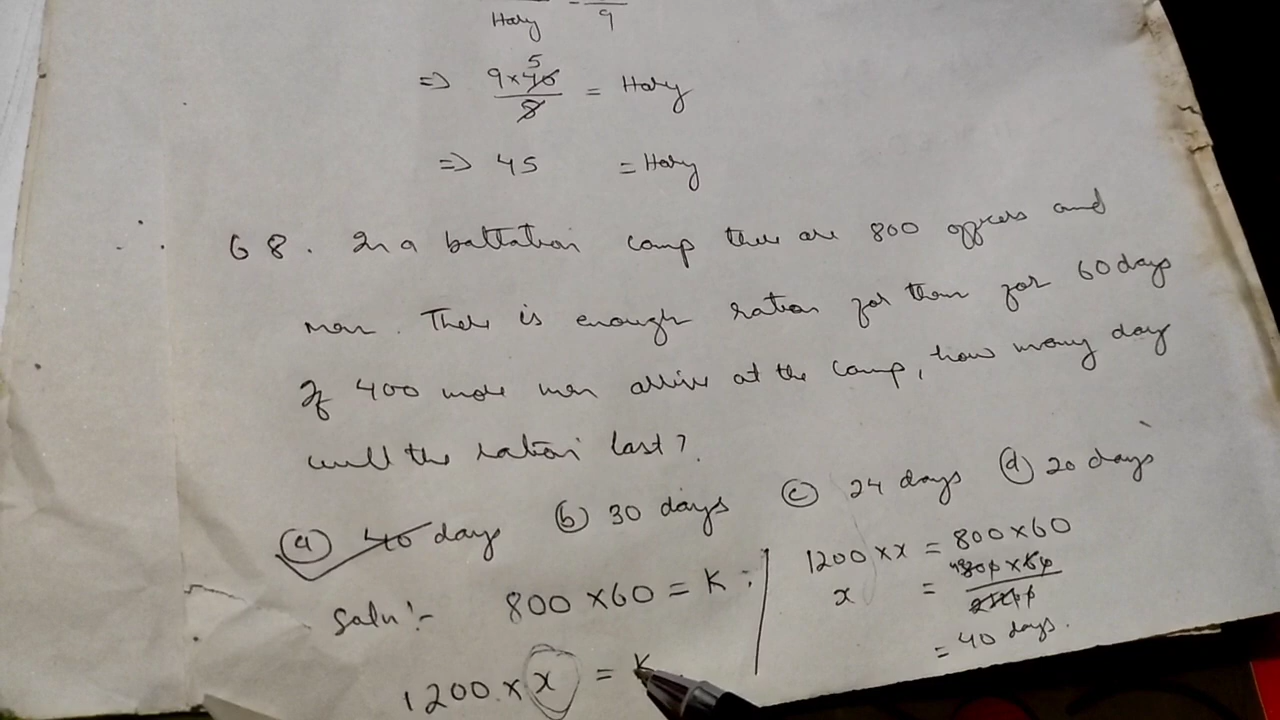 Hary 9
=> 9×40 5 / 8 = Hary
=> 45 = Hary
68. In a battation camp there are 800 officers and
men. There is enough ration for them for 60 days
If 400 more men arrive at the camp, how many day
will the ration last?
(a) 40 days (b) 30 days (c) 24 days (d) 20 days
Soln:- 800 × 60 = K ; 1200 × x = 800 × 60
x =
= 40 days.
1200 × x = K